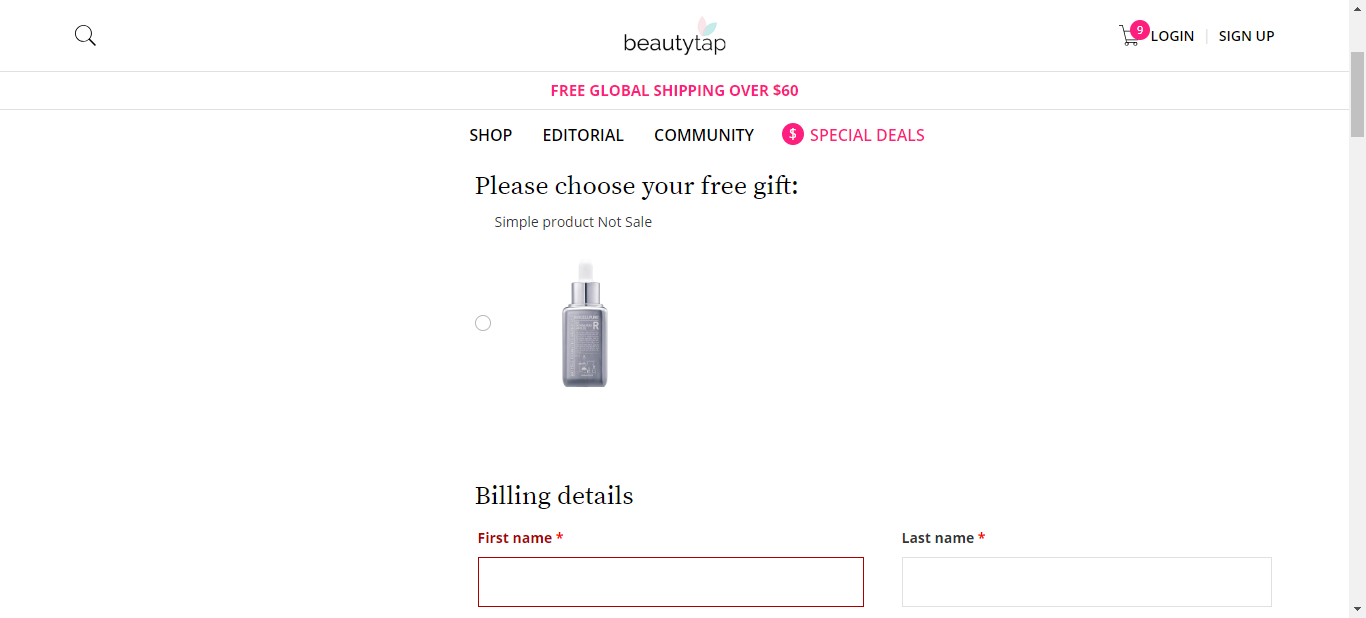 beautytap
9
LOGIN
SIGN UP
FREE GLOBAL SHIPPING OVER $60
SHOP
EDITORIAL
COMMUNITY
$ SPECIAL DEALS
Please choose your free gift:
Simple product Not Sale
R
Billing details
First name *
Last name *